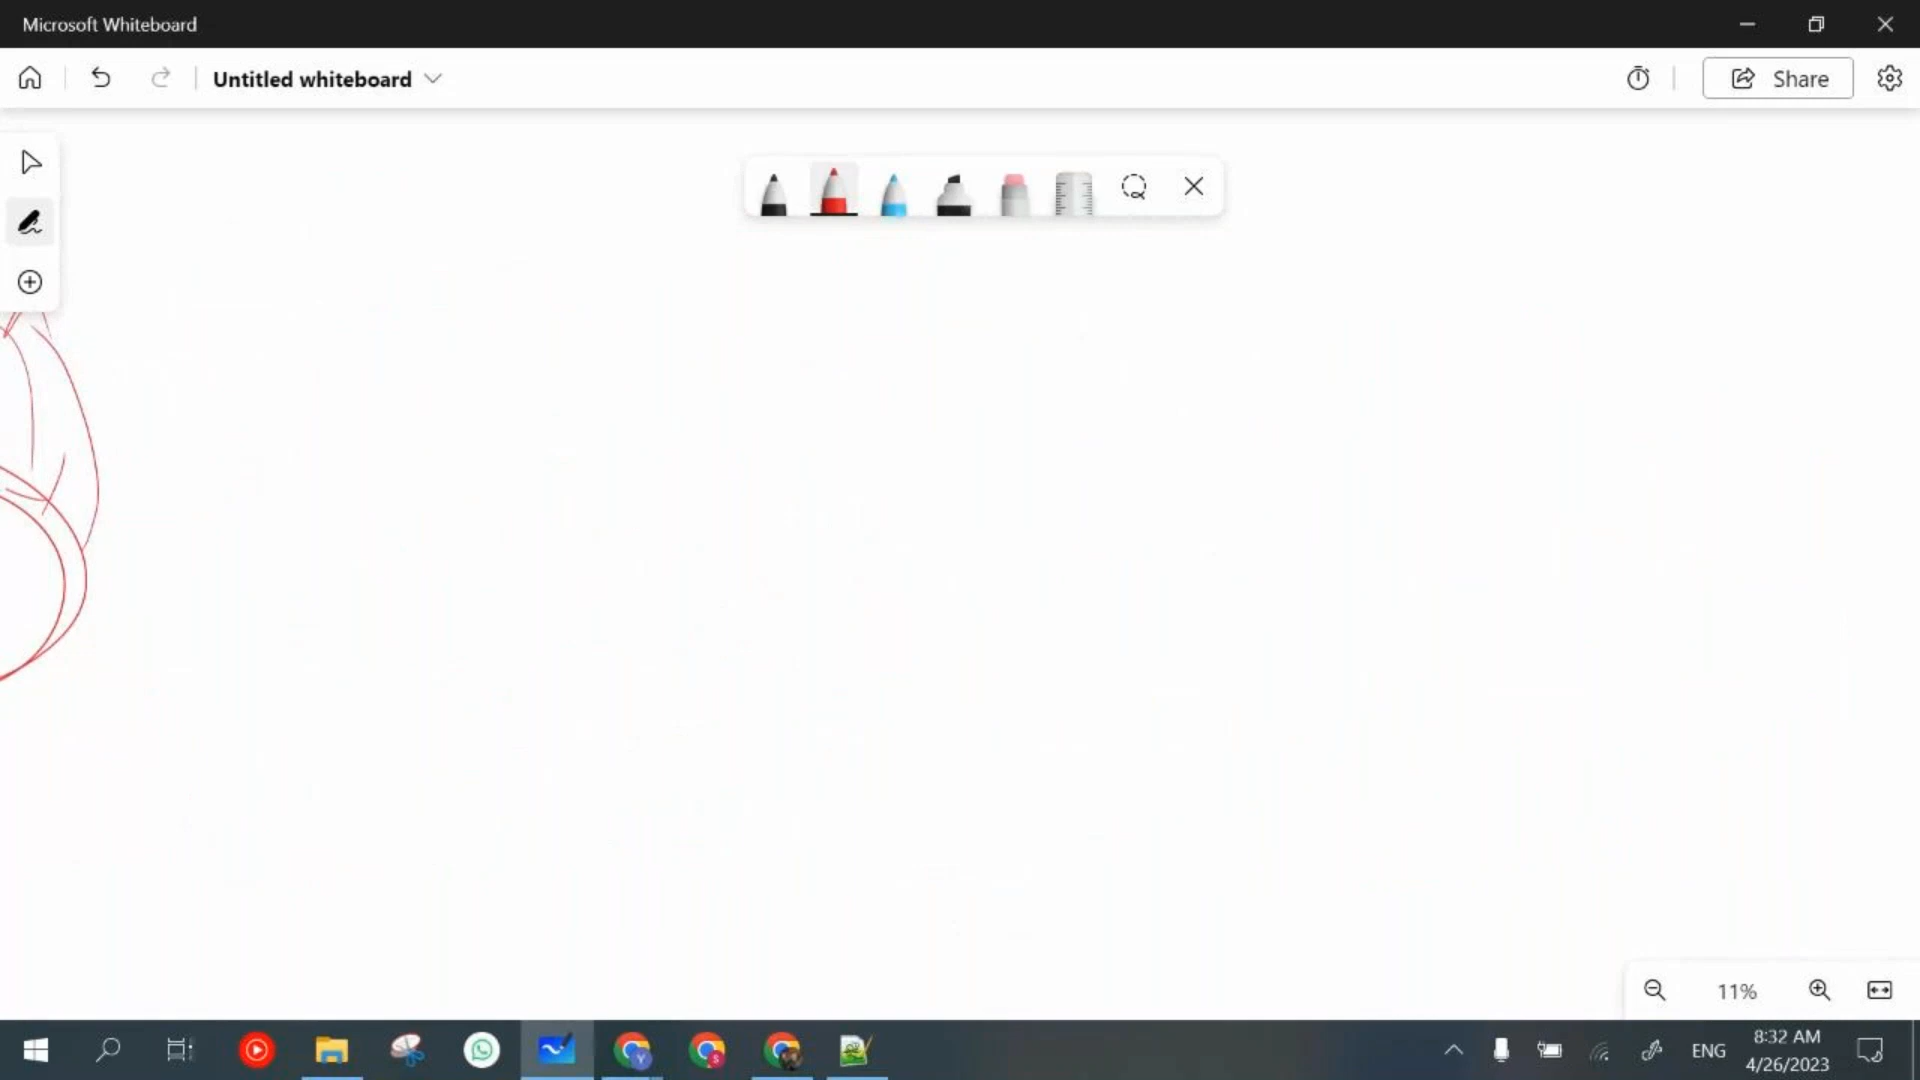 Microsoft Whiteboard
Untitled whiteboard
Share
11%
ENG
8:32 AM
4/26/2023